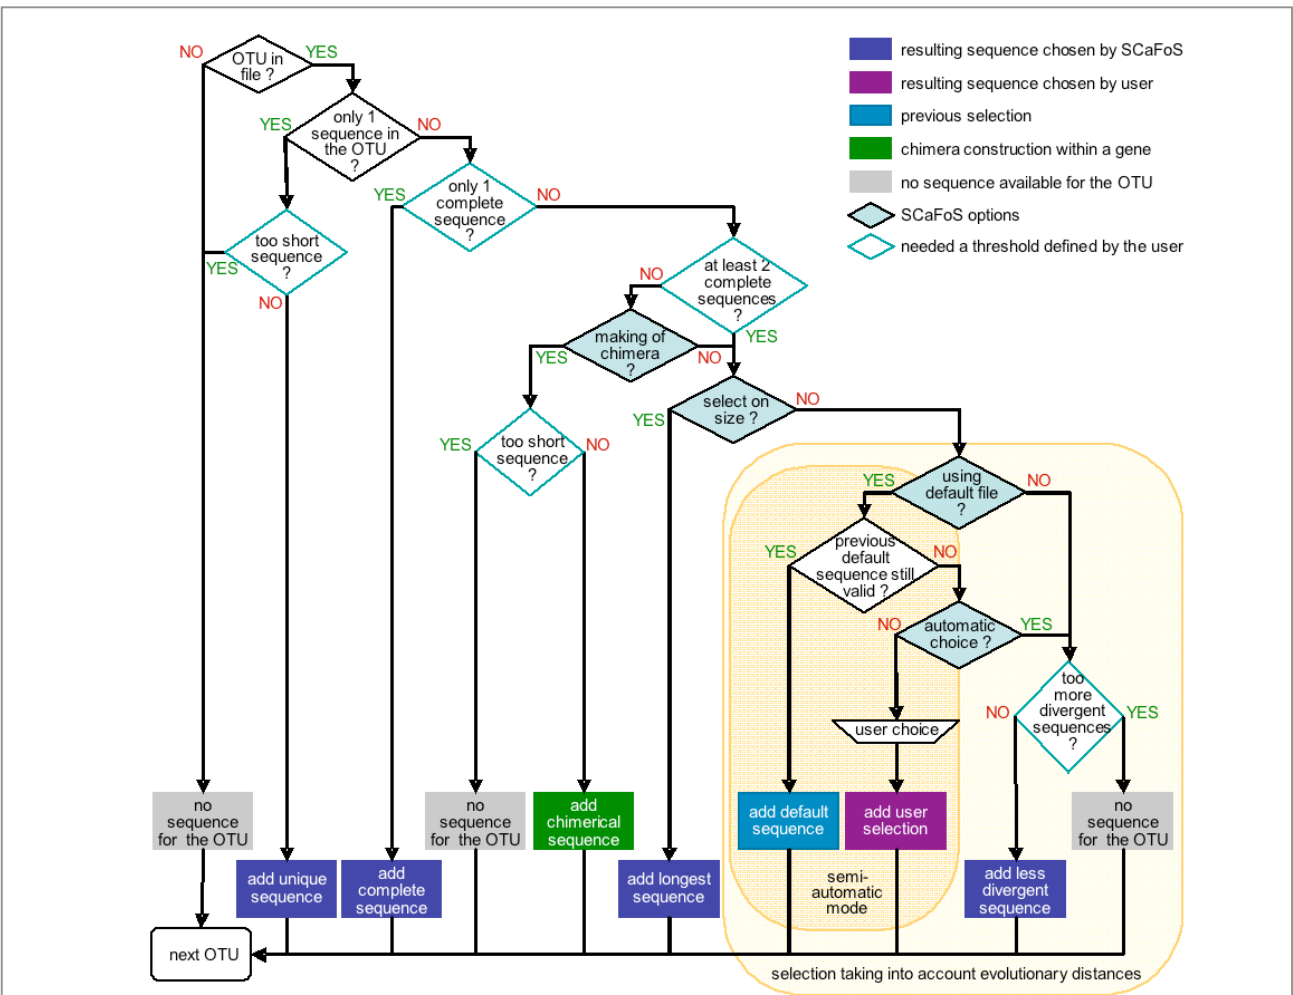 NO
OTU in
file ?
YES
resulting sequence chosen by SCaFoS
resulting sequence chosen by user
previous selection
chimera construction within a gene
no sequence available for the OTU
SCaFoS options
needed a threshold defined by the user
YES
only 1
sequence in
the OTU
?
NO
YES
only 1
complete
sequence
?
NO
too short
sequence
?
YES
NO
NO
at least 2
complete
sequences
?
YES
making of
chimera
?
YES
NO
select on
size ?
YES
NO
YES
too short
sequence
?
NO
YES
using
default file
?
NO
YES
previous
default
sequence still
valid ?
NO
NO
automatic
choice ?
YES
too
more
divergent
sequences
?
NO
YES
user choice
no
sequence
for the OTU
no
sequence
for the OTU
add
chimerical
sequence
add default
sequence
add user
selection
no
sequence
for the OTU
add unique
sequence
add
complete
sequence
add longest
sequence
semi-
automatic
mode
add less
divergent
sequence
next OTU
selection taking into account evolutionary distances